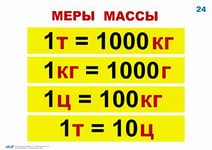 24
МЕРЫ МАССЫ
1т = 1000кг
1кг = 1000г
1ц = 100кг
1т = 10ц